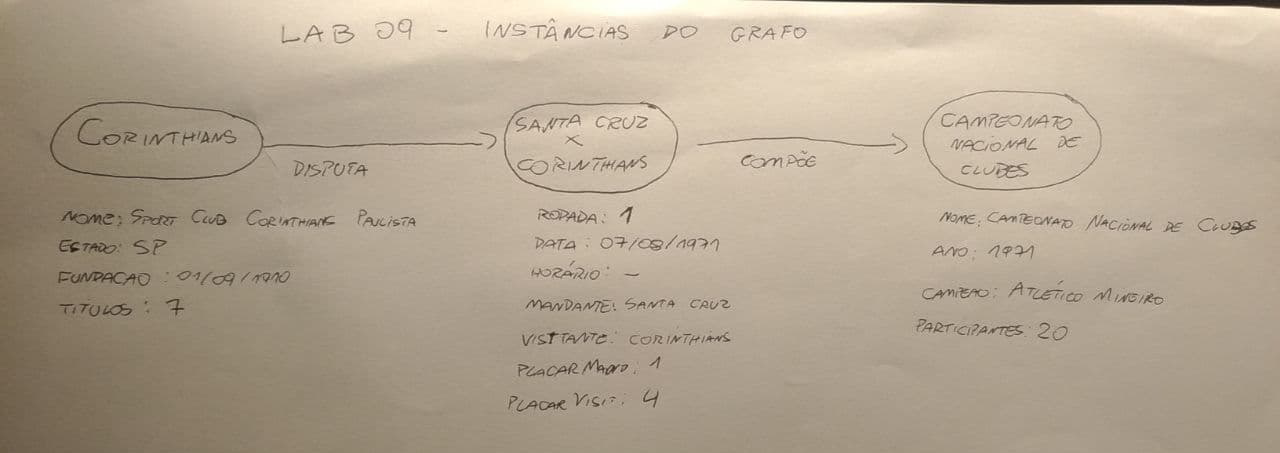 LAB 09 - INSTÂNCIAS DO GRAFO
CORINTHIANS
DISPUTA
SANTA CRUZ
X
CORINTHIANS
COMPÕE
CAMPEONATO
NACIONAL DE
CLUBES
NOME: SPORT CLUB CORINTHIANS PAULISTA
ESTADO: SP
FUNDACAO: 01/09/1910
TITULOS: 7
RODADA: 1
DATA: 07/08/1971
HORÁRIO: -
MANDANTE: SANTA CRUZ
VISITANTE: CORINTHIANS
PLACAR MAND.: 1
PLACAR VISIT.: 4
NOME: CAMPEONATO NACIONAL DE CLUBES
ANO: 1971
CAMPEAO: ATLÉTICO MINEIRO
PARTICIPANTES: 20